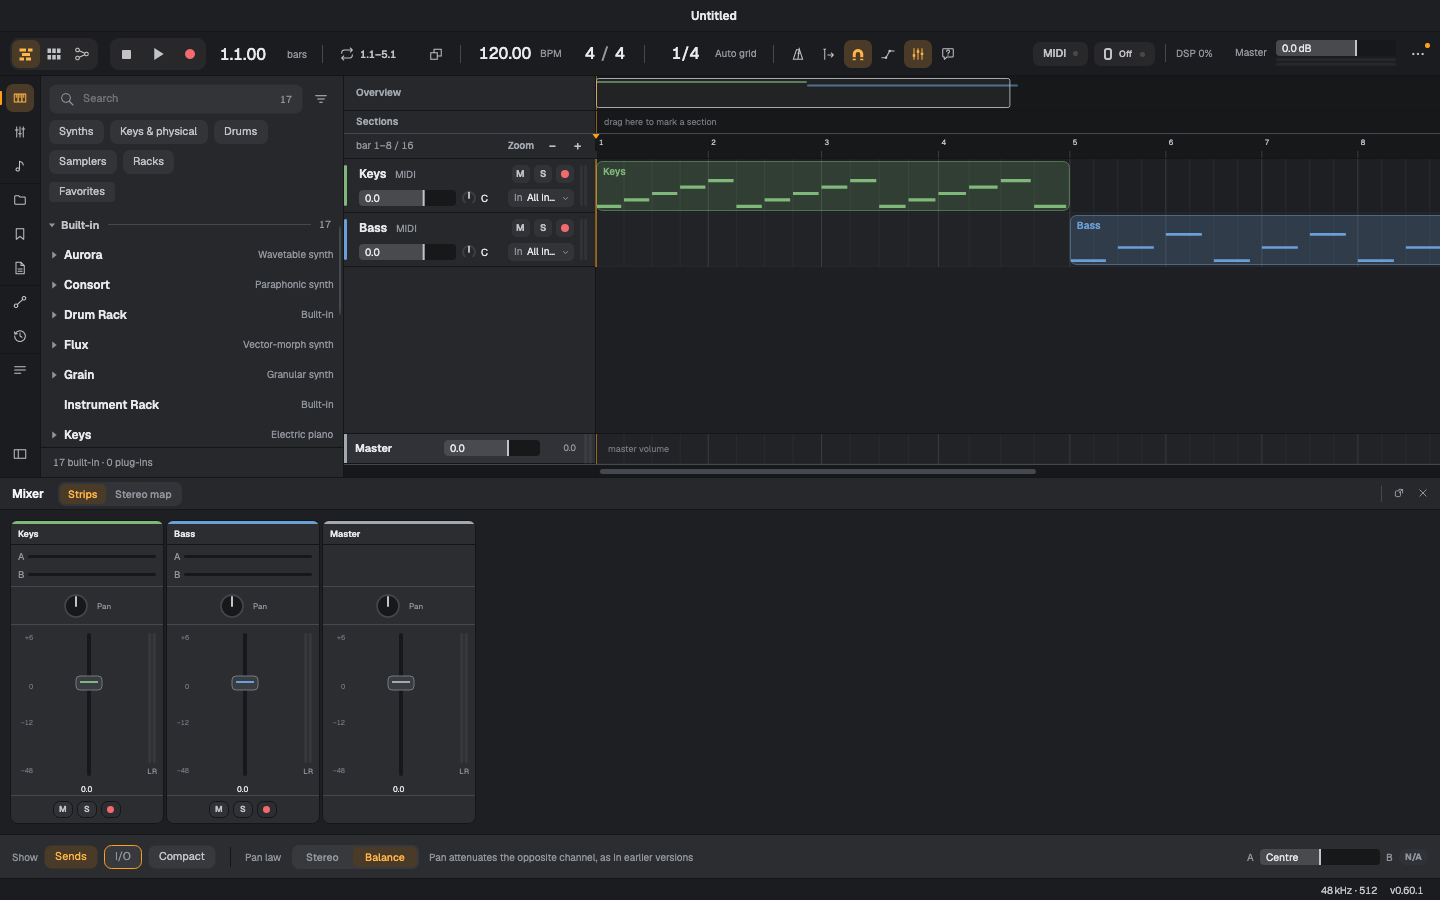 Untitled
1.1.00 bars 1.1–5.1 120.00 BPM 4 / 4 1/4 Auto grid MIDI Off DSP 0% Master 0.0 dB
Search 17
Synths Keys & physical Drums
Samplers Racks
Favorites
Built-in 17
Aurora Wavetable synth
Consort Paraphonic synth
Drum Rack Built-in
Flux Vector-morph synth
Grain Granular synth
Instrument Rack Built-in
Keys Electric piano
17 built-in · 0 plug-ins
Overview
Sections drag here to mark a section
bar 1–8 / 16 Zoom − + 1 2 3 4 5 6 7 8
Keys MIDI M S
0.0 C In All In...
Keys
Bass MIDI M S
0.0 C In All In...
Bass
Master 0.0 0.0 master volume
Mixer Strips Stereo map
Keys Bass Master
A A
B B
Pan Pan Pan
+6 +6 +6
0 0 0
−12 −12 −12
−48 LR −48 LR −48 LR
0.0 0.0 0.0
M S M S
Show Sends I/O Compact Pan law Stereo Balance Pan attenuates the opposite channel, as in earlier versions A Centre B N/A
48 kHz · 512 v0.60.1